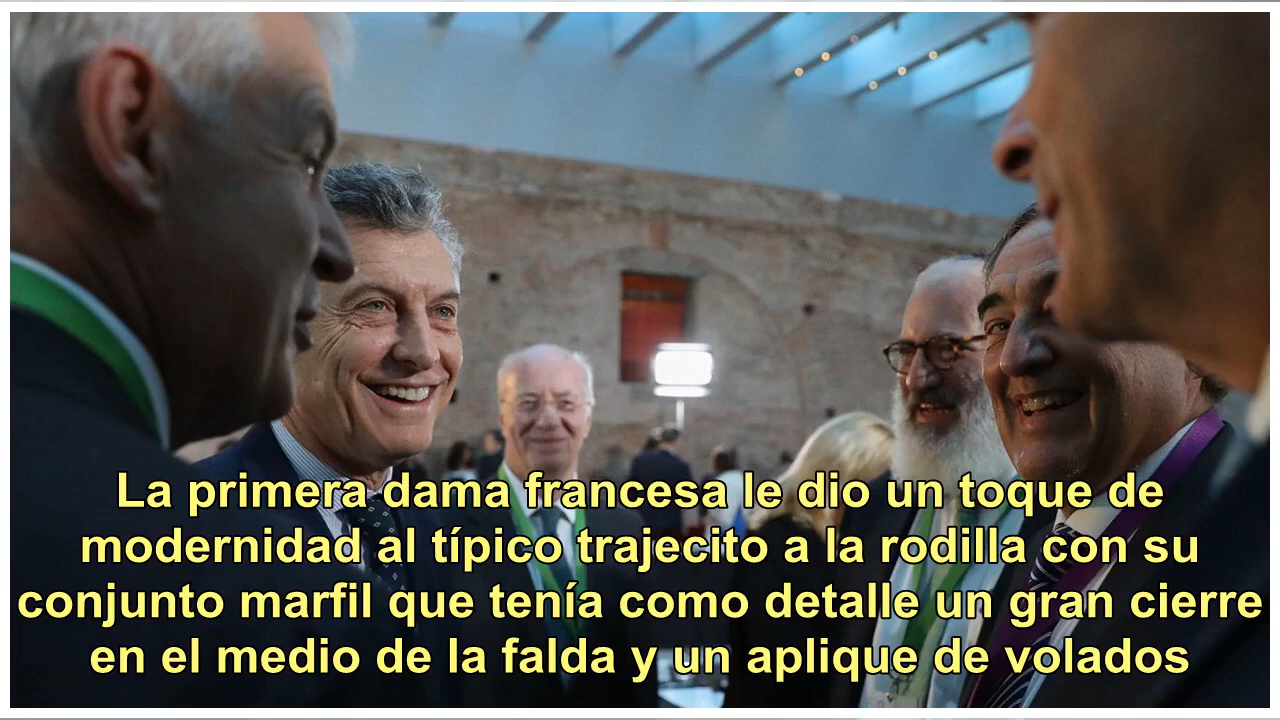 La primera dama francesa le dio un toque de
modernidad al típico trajecito a la rodilla con su
conjunto marfil que tenía como detalle un gran cierre
en el medio de la falda y un aplique de volados